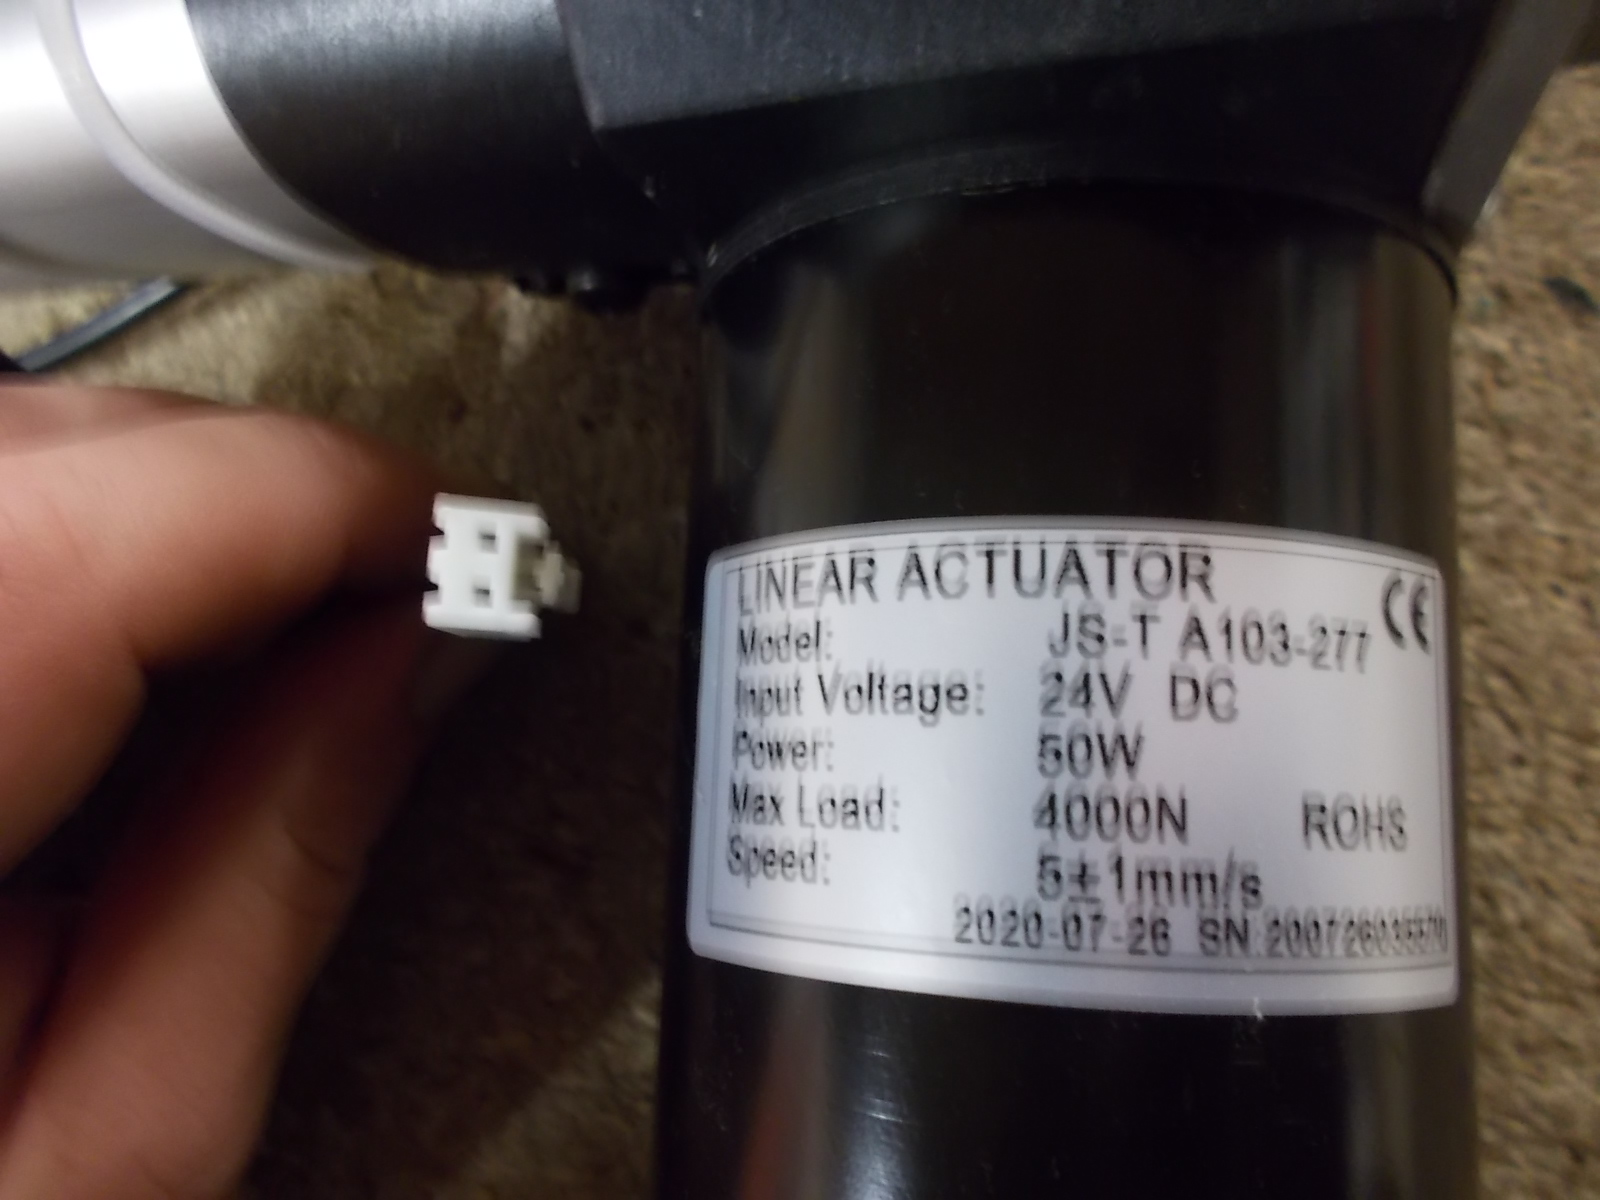 LINEAR ACTUATOR CE
Model: JS-T A103-277
Input Voltage: 24V DC
Power: 50W
Max Load: 4000N ROHS
Speed: 5±1mm/s
2020-07-26 SN: